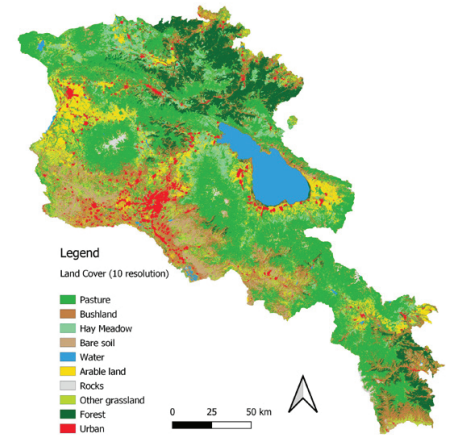 Legend
Land Cover (10 resolution)
Pasture
Bushland
Hay Meadow
Bare soil
Water
Arable land
Rocks
Other grassland
Forest
Urban
0 25 50 km